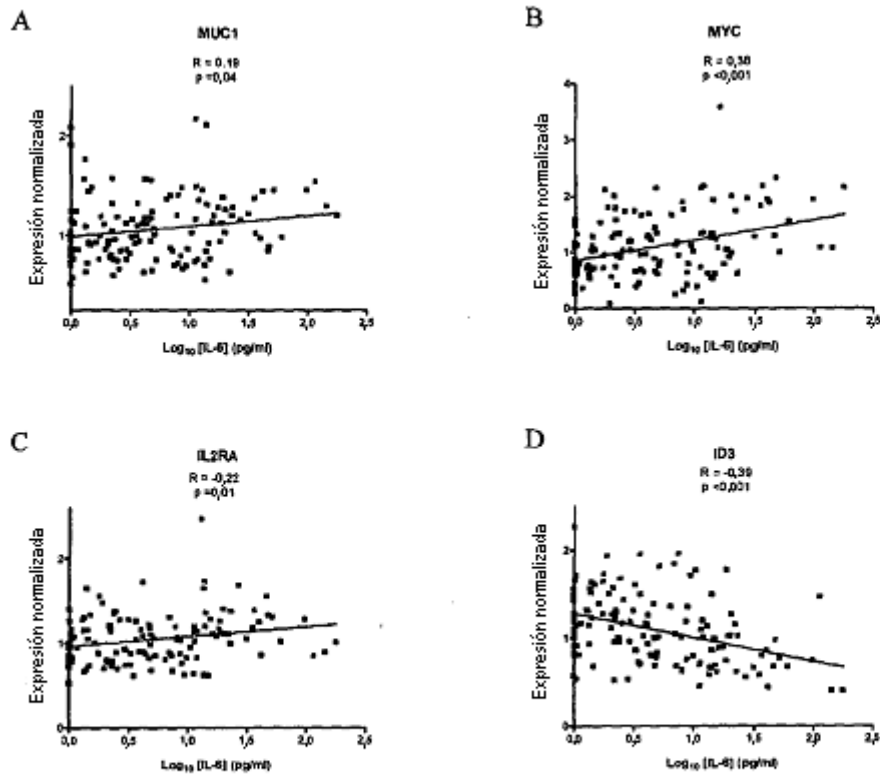 A
MUC1
R = 0.19
p =0,04
Expresión normalizada
2
1
0,0 0,5 1,0 1,5 2,0 2,5
Log₁₀ [IL-6] (pg/ml)
B
MYC
R = 0,38
p <0,001
Expresión normalizada
4
3
2
1
0
0,0 0,5 1,0 1,5 2,0 2,5
Log₁₀ [IL-6] (pg/ml)
C
IL2RA
R = -0,22
p =0,01
Expresión normalizada
2
1
0
0,0 0,5 1,0 1,5 2,0 2,5
Log₁₀ [IL-6] (pg/ml)
D
ID3
R = -0,39
p <0,001
Expresión normalizada
2
1
0
0,0 0,5 1,0 1,5 2,0 2,5
Log₁₀ [IL-6] (pg/ml)